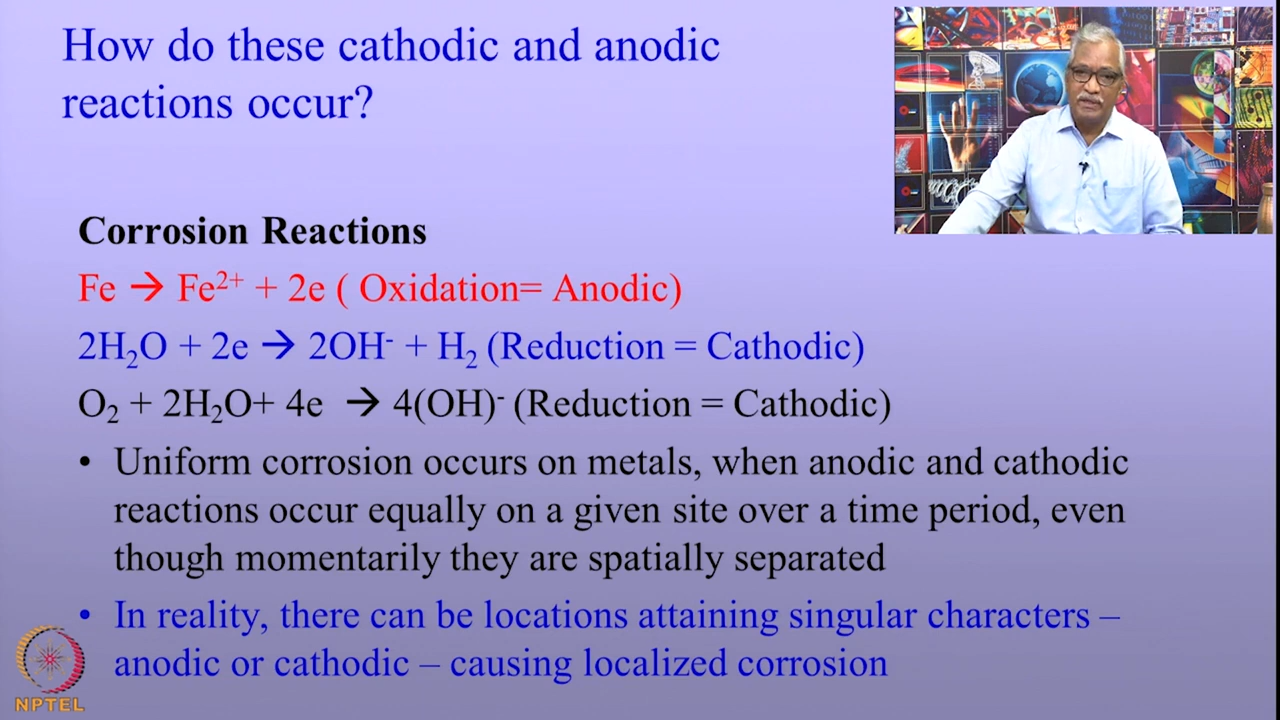 How do these cathodic and anodic
reactions occur?
Corrosion Reactions
Fe → Fe²⁺ + 2e ( Oxidation= Anodic)
2H₂O + 2e → 2OH⁻ + H₂ (Reduction = Cathodic)
O₂ + 2H₂O+ 4e → 4(OH)⁻ (Reduction = Cathodic)
• Uniform corrosion occurs on metals, when anodic and cathodic
reactions occur equally on a given site over a time period, even
though momentarily they are spatially separated
• In reality, there can be locations attaining singular characters –
anodic or cathodic – causing localized corrosion
NPTEL